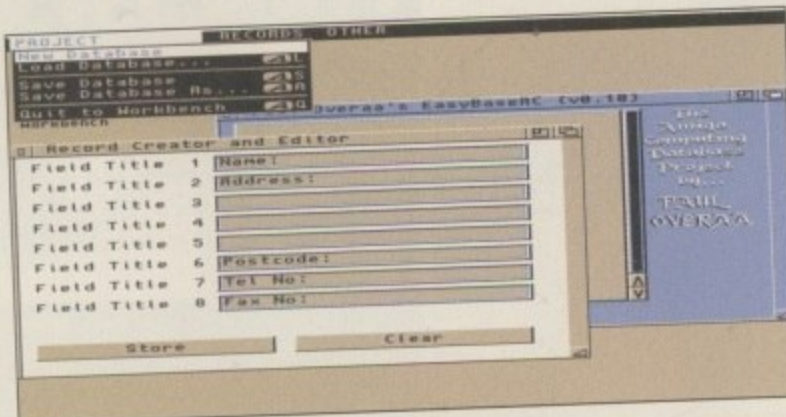 PROJECT RECORDS OTHER
New Database
Load Database... L
Save Database S
Save Database As... A
Quit to Workbench Q
Workbench
Overaa's EasyBaseAC (v0.10)
The
Amiga
Computing
Database
Project
by...
PAUL
OVERAA
Record Creator and Editor
Field Title 1 Name:
Field Title 2 Address:
Field Title 3
Field Title 4
Field Title 5
Field Title 6 Postcode:
Field Title 7 Tel No:
Field Title 8 Fax No:
Store Clear